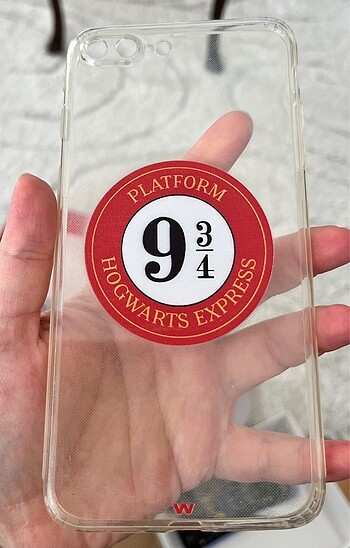 PLATFORM
9 3/4
HOGWARTS EXPRESS
W